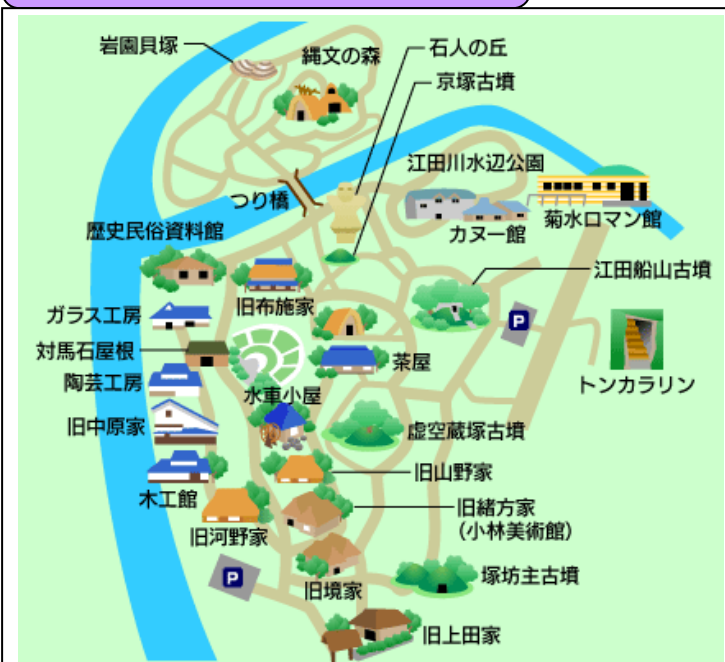 岩園貝塚
縄文の森
石人の丘
京塚古墳
江田川水辺公園
つり橋
カヌー館
菊水ロマン館
歴史民俗資料館
江田船山古墳
旧布施家
ガラス工房
P
対馬石屋根
茶屋
トンカラリン
陶芸工房
水車小屋
旧中原家
虚空蔵塚古墳
旧山野家
木工館
旧緒方家
(小林美術館)
旧河野家
P
旧境家
塚坊主古墳
旧上田家